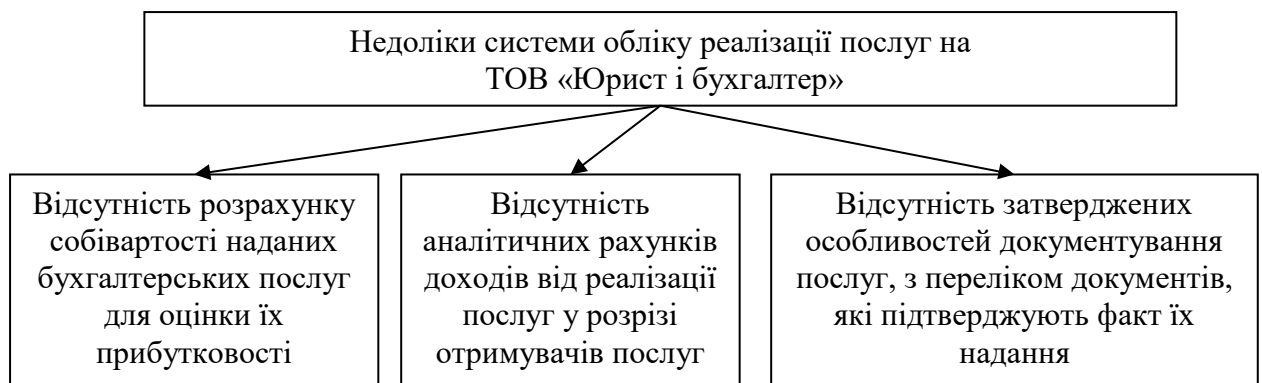 Недоліки системи обліку реалізації послуг на
ТОВ «Юрист і бухгалтер»
Відсутність розрахунку
собівартості наданих
бухгалтерських послуг
для оцінки їх
прибутковості
Відсутність
аналітичних рахунків
доходів від реалізації
послуг у розрізі
отримувачів послуг
Відсутність затверджених
особливостей документування
послуг, з переліком документів,
які підтверджують факт їх
надання